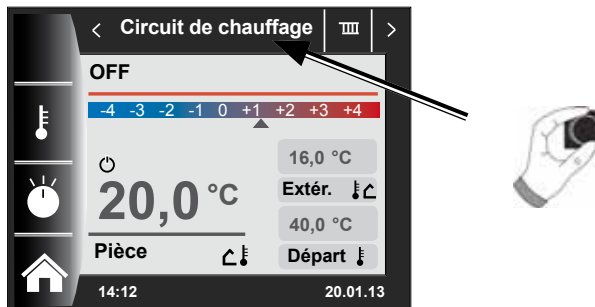 Circuit de chauffage
OFF
-4 -3 -2 -1 0 +1 +2 +3 +4
16,0 °C
Extér.
20,0 °C
40,0 °C
Pièce
Départ
14:12 20.01.13